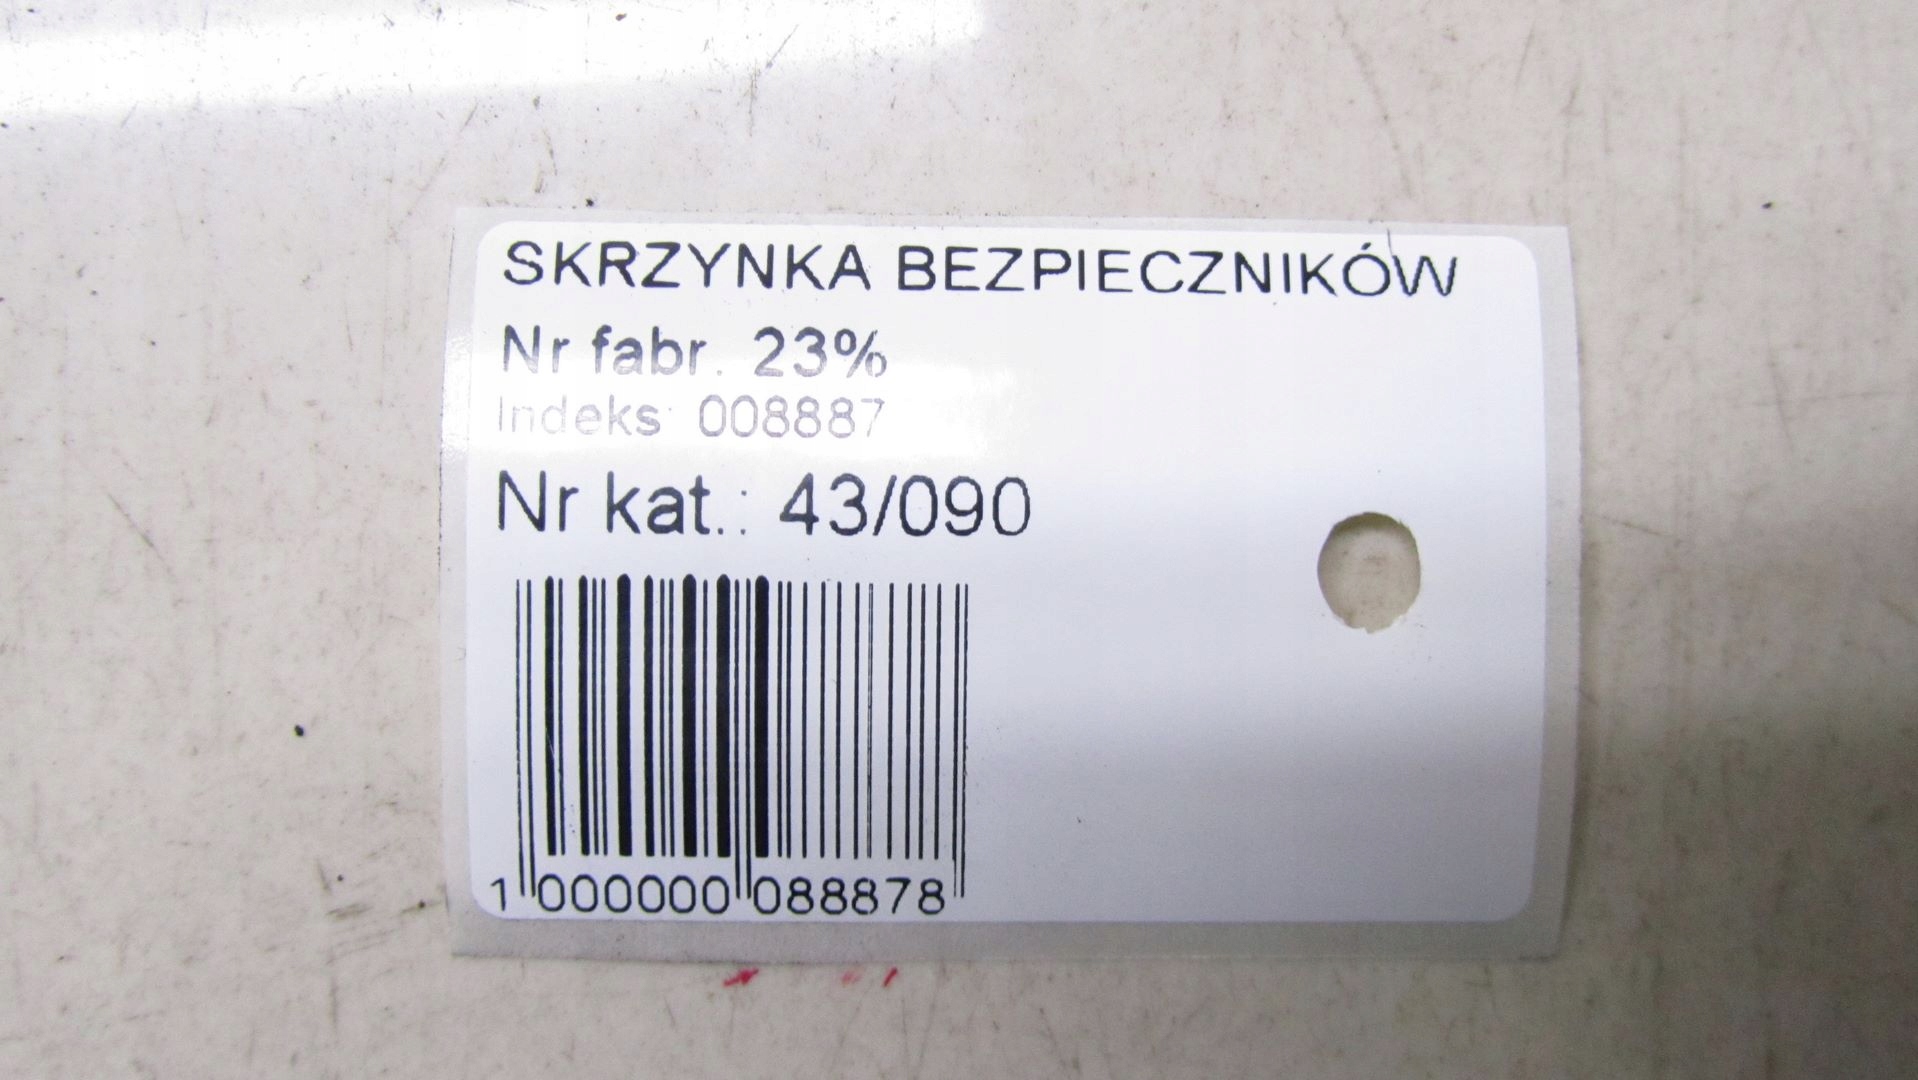 SKRZYNKA BEZPIECZNIKÓW
Nr fabr. 23%
Indeks: 008887
Nr kat.: 43/090
1 000000 088878